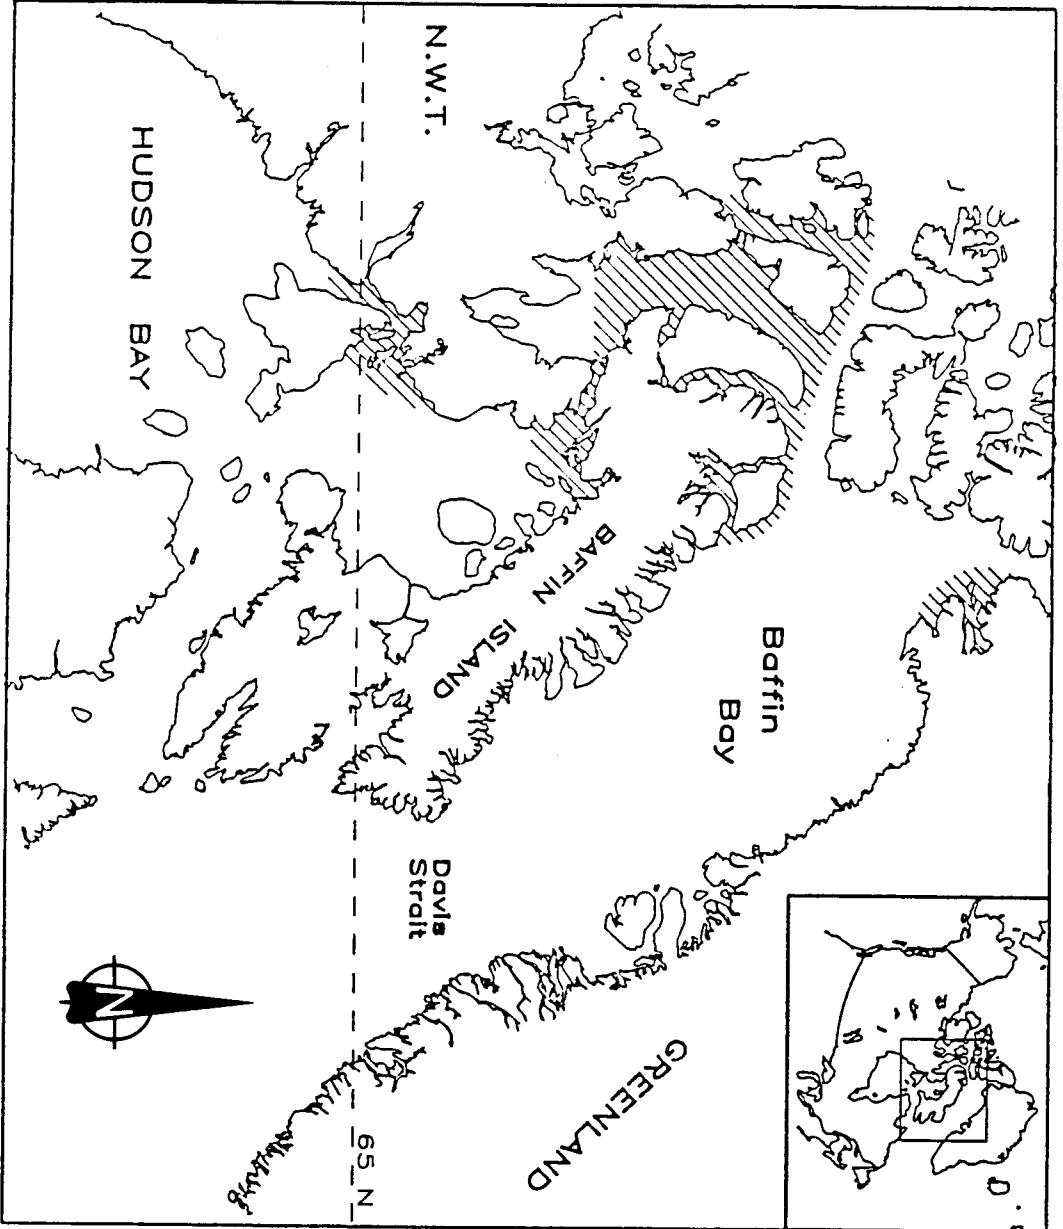 N.W.T.
HUDSON BAY
BAFFIN
ISLAND
Baffin
Bay
Davis
Strait
GREENLAND
65 N
N